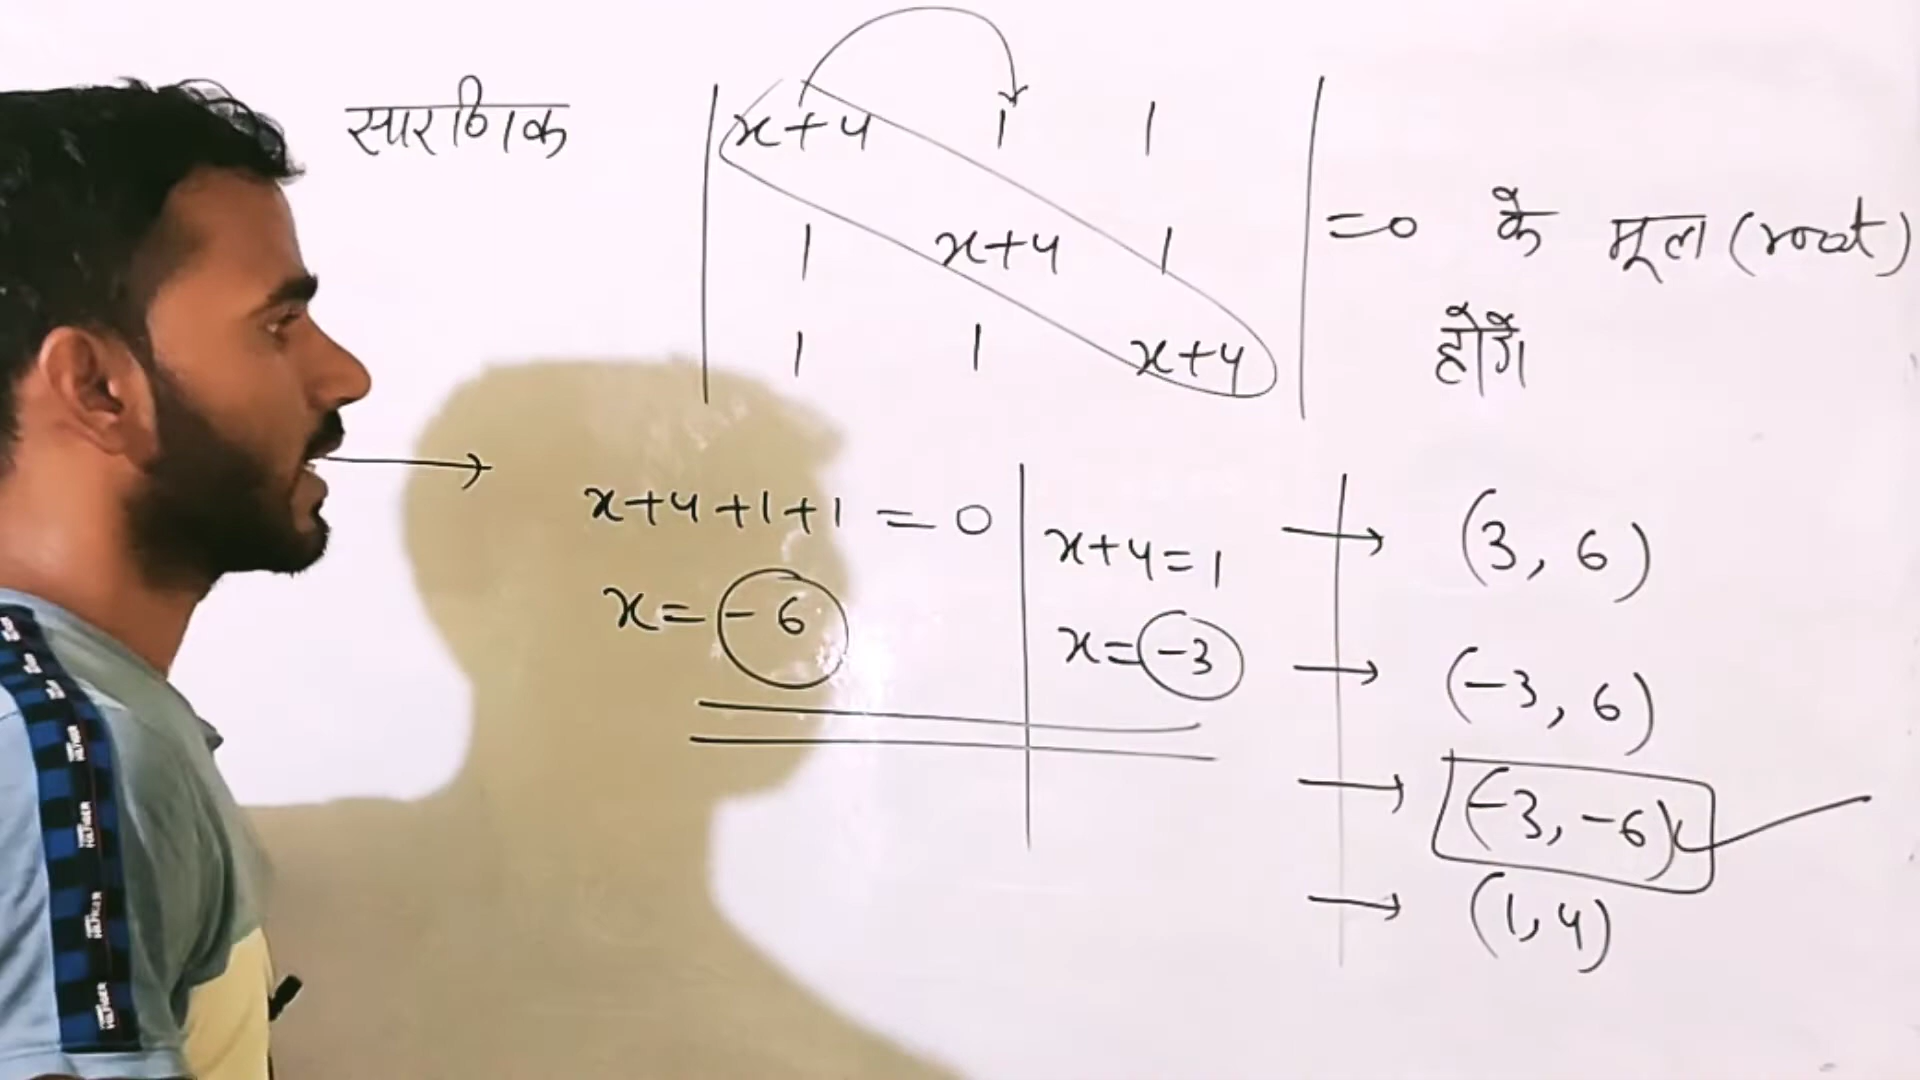 सारणिक
x+4 1 1
1 x+4 1
1 1 x+4
=0 के मूल (root)
होगें
x+4+1+1 = 0
x = -6
x+4 = 1
x = -3
(3, 6)
(-3, 6)
(-3, -6)
(1, 4)